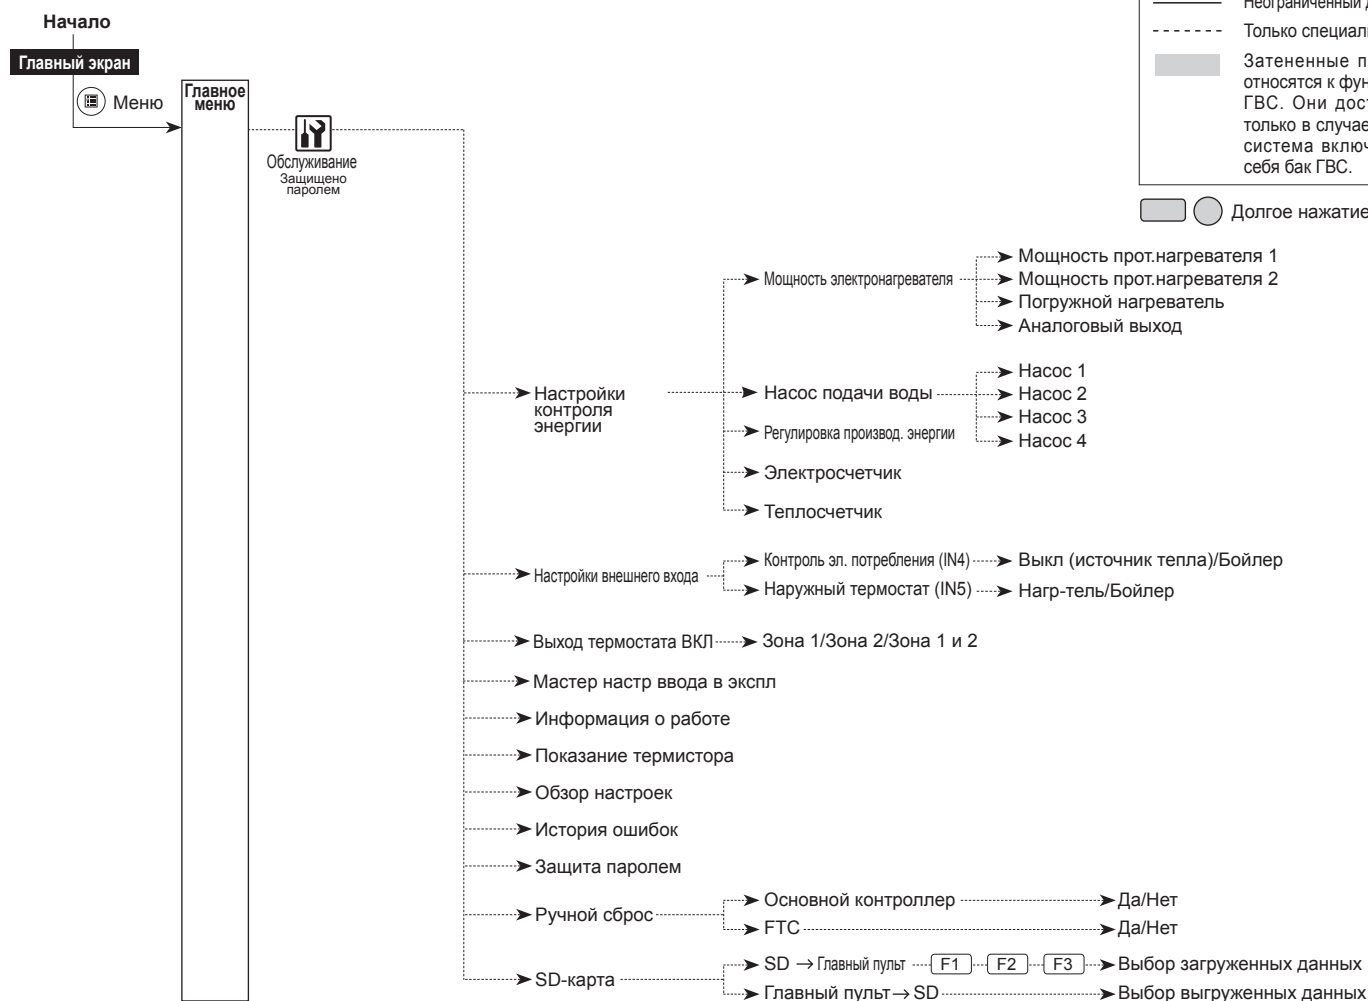 Начало
Главный экран
Меню
Главное
меню
Обслуживание
Защищено
паролем
Неограниченный
Только
Затененные
относятся к
ГВС. Они
только в случае
система
себя бак ГВС.
Долгое нажатие
Настройки
контроля
энергии
Мощность электронагревателя
Мощность прот.нагревателя 1
Мощность прот.нагревателя 2
Погружной нагреватель
Аналоговый выход
Насос подачи воды
Насос 1
Насос 2
Насос 3
Насос 4
Регулировка производ. энергии
Электросчетчик
Теплосчетчик
Настройки внешнего входа
Контроль эл. потребления (IN4)
Выкл (источник тепла)/Бойлер
Наружный термостат (IN5)
Нагр-тель/Бойлер
Выход термостата ВКЛ
Зона 1/Зона 2/Зона 1 и 2
Мастер настр ввода в экспл
Информация о работе
Показание термистора
Обзор настроек
История ошибок
Защита паролем
Ручной сброс
Основной контроллер
Да/Нет
FTC
Да/Нет
SD-карта
SD → Главный пульт
F1
F2
F3
Выбор загруженных данных
Главный пульт → SD
Выбор выгруженных данных